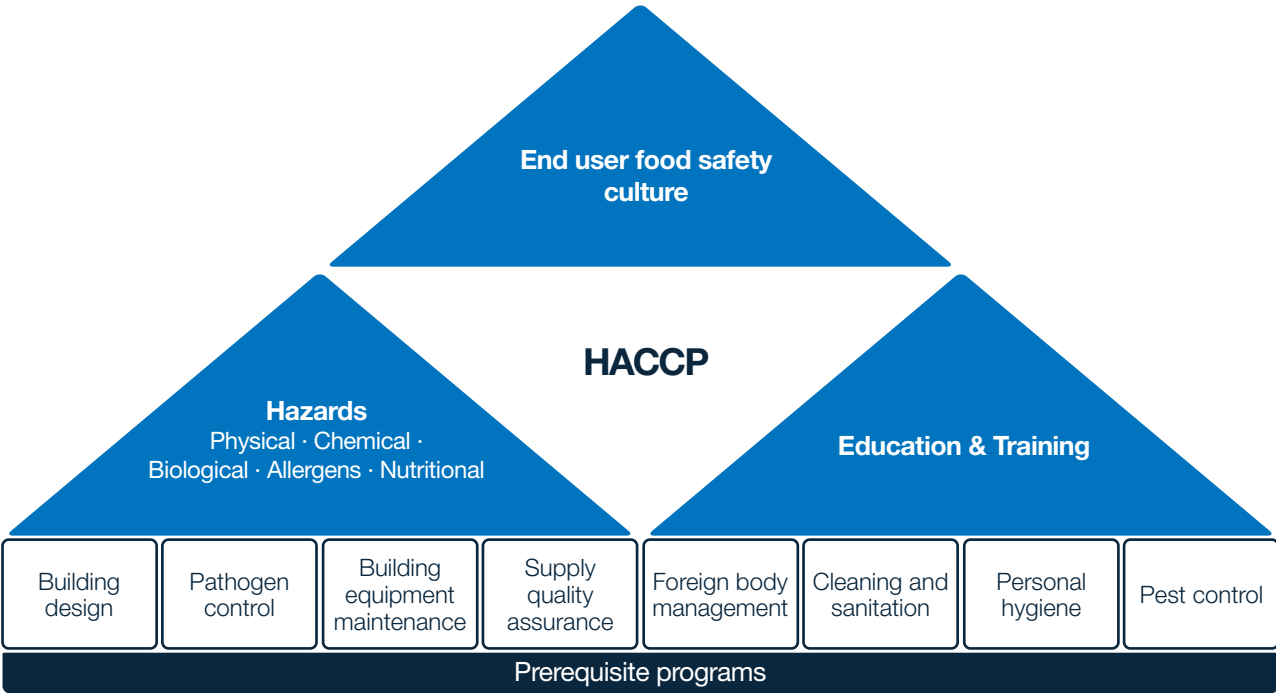 End user food safety
culture
HACCP
Hazards
Physical · Chemical ·
Biological · Allergens · Nutritional
Education & Training
Building
design
Pathogen
control
Building
equipment
maintenance
Supply
quality
assurance
Foreign body
management
Cleaning and
sanitation
Personal
hygiene
Pest control
Prerequisite programs